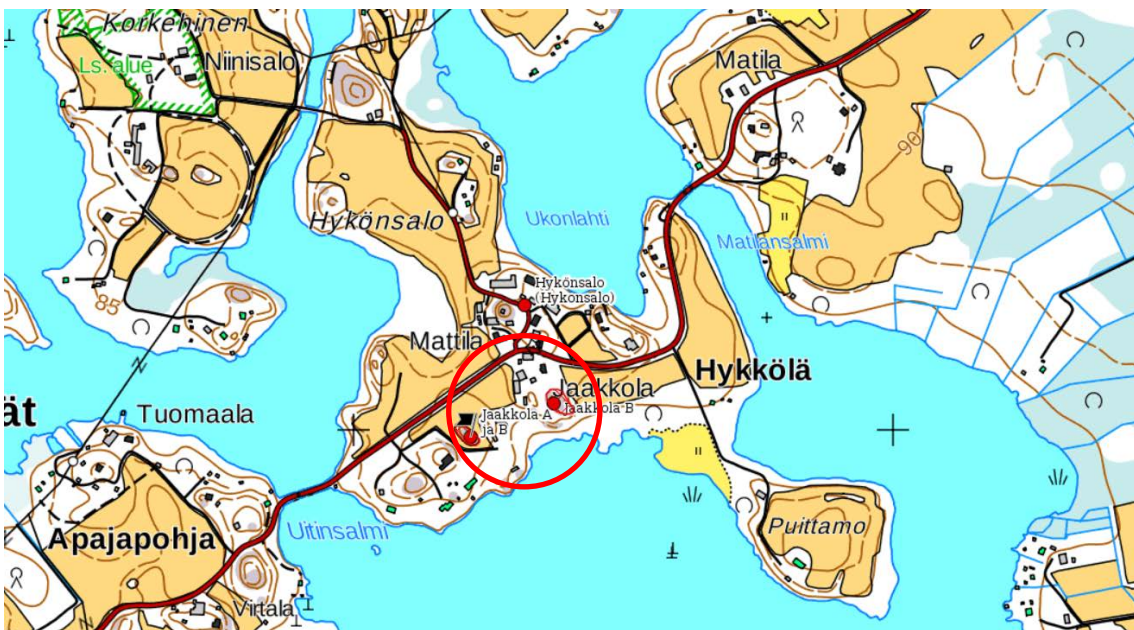 Korkehinen
Ls. alue
Niinisalo
Matila
90
Hykönsalo
Ukonlahti
Matilansalmi
85
Hykönsalo
(Hykönsalo)
Mattila
Hykkölä
Jaakkola
Jaakkola B
Jaakkola A
ja B
ät
Tuomaala
Uitinsalmi
Apajapohja
Puittamo
Virtala